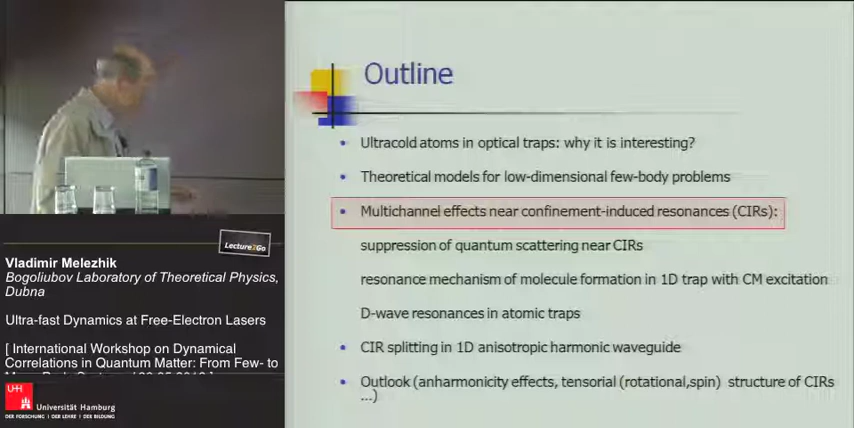 Outline
Ultracold atoms in optical traps: why it is interesting?
Theoretical models for low-dimensional few-body problems
Multichannel effects near confinement-induced resonances (CIRs):
suppression of quantum scattering near CIRs
resonance mechanism of molecule formation in 1D trap with CM excitation
D-wave resonances in atomic traps
CIR splitting in 1D anisotropic harmonic waveguide
Outlook (anharmonicity effects, tensorial (rotational,spin) structure of CIRs
...)
Lecture2Go
Vladimir Melezhik
Bogoliubov Laboratory of Theoretical Physics,
Dubna
Ultra-fast Dynamics at Free-Electron Lasers
[ International Workshop on Dynamical
Correlations in Quantum Matter: From Few- to
UH
Universität Hamburg
DER FORSCHUNG | DER LEHRE | DER BILDUNG